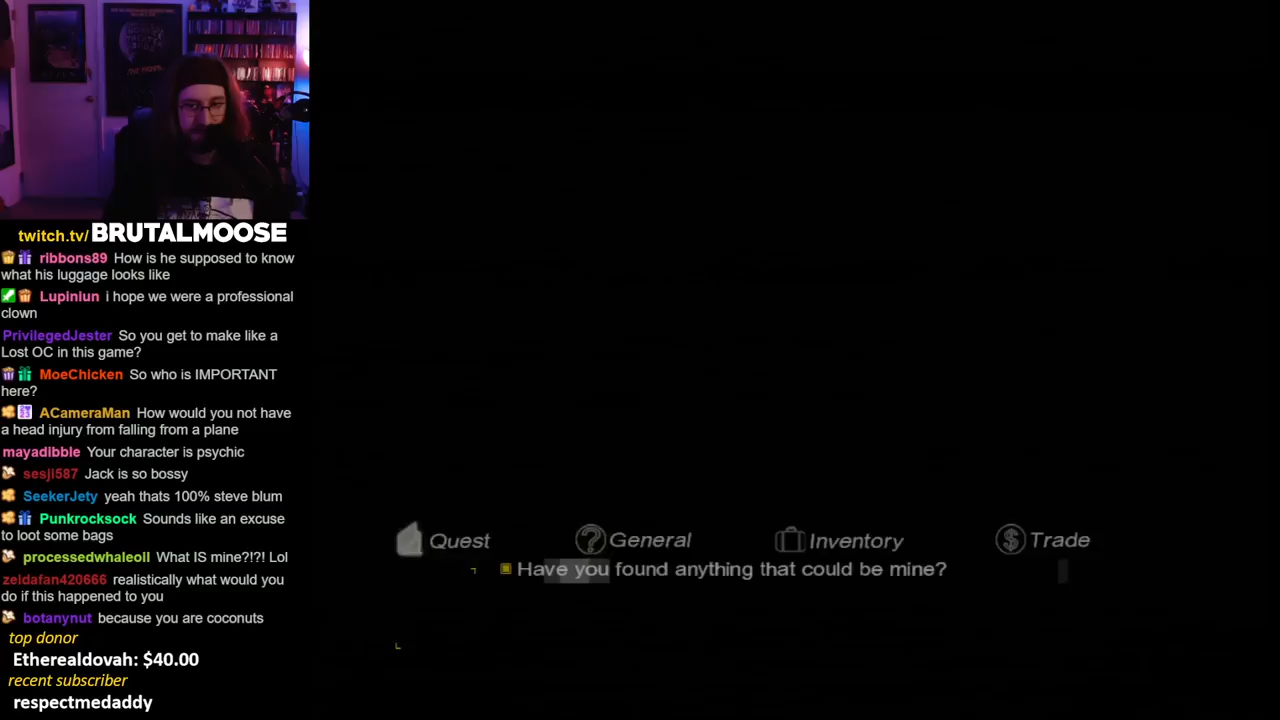 twitch.tv/BRUTALMOOSE
ribbons89 How is he supposed to know
what his luggage looks like
Lupiniun i hope we were a professional
clown
PrivilegedJester So you get to make like a
Lost OC in this game?
MoeChicken So who is IMPORTANT
here?
ACameraMan How would you not have
a head injury from falling from a plane
mayadibble Your character is psychic
sesji587 Jack is so bossy
SeekerJety yeah thats 100% steve blum
Punkrocksock Sounds like an excuse
to loot some bags
processedwhaleoil What IS mine?!?! Lol
zeldafan420666 realistically what would you
do if this happened to you
botanynut because you are coconuts
top donor
Etherealdovah: $40.00
recent subscriber
respectmedaddy
Quest General Inventory Trade
Have you found anything that could be mine?